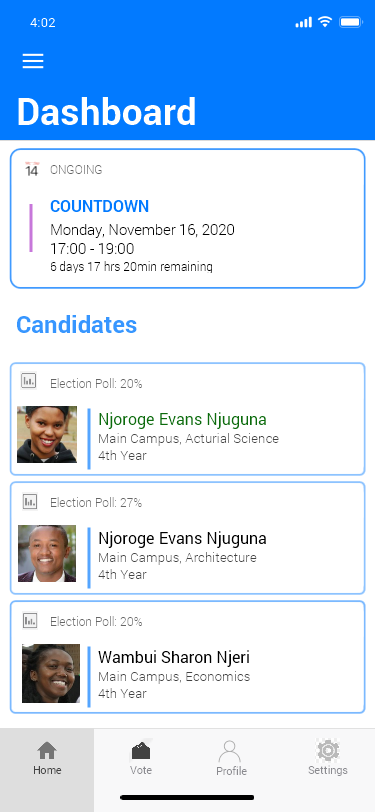 4:02
Dashboard
14
ONGOING
COUNTDOWN
Monday, November 16, 2020
17:00 - 19:00
6 days 17 hrs 20min remaining
Candidates
Election Poll: 20%
Njoroge Evans Njuguna
Main Campus, Acturial Science
4th Year
Election Poll: 27%
Njoroge Evans Njuguna
Main Campus, Architecture
4th Year
Election Poll: 20%
Wambui Sharon Njeri
Main Campus, Economics
4th Year
Home
Vote
Profile
Settings